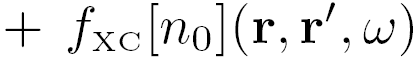 + f_XC[n_0](r, r′, ω)